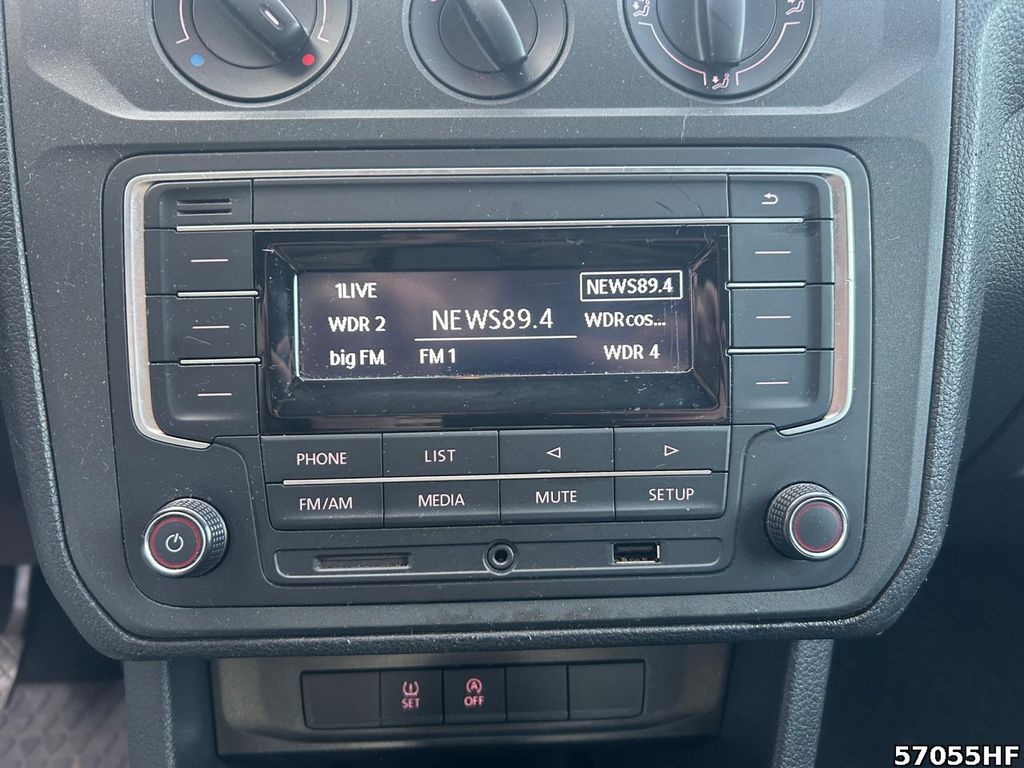 1LIVE NEWS89.4
WDR 2 NEWS89.4 WDRcos...
big FM FM 1 WDR 4
PHONE LIST
FM/AM MEDIA MUTE SETUP
SET A OFF
57055HF